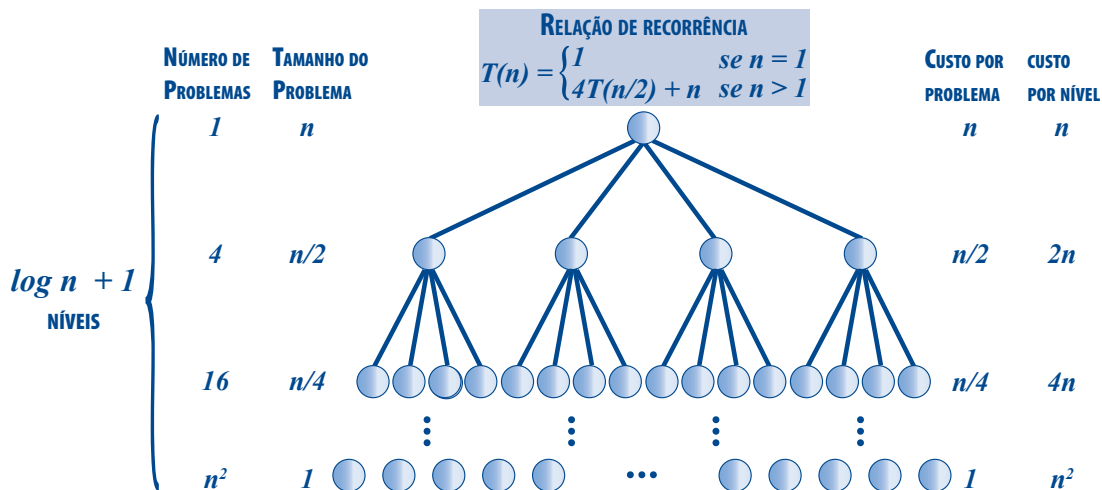 RELAÇÃO DE RECORRÊNCIA
T(n) = { 1 se n = 1
4T(n/2) + n se n > 1
NÚMERO DE PROBLEMAS
TAMANHO DO PROBLEMA
CUSTO POR PROBLEMA
CUSTO POR NÍVEL
1 n n n
4 n/2 n/2 2n
log n + 1
NÍVEIS
16 n/4 n/4 4n
n² 1 ... 1 n²